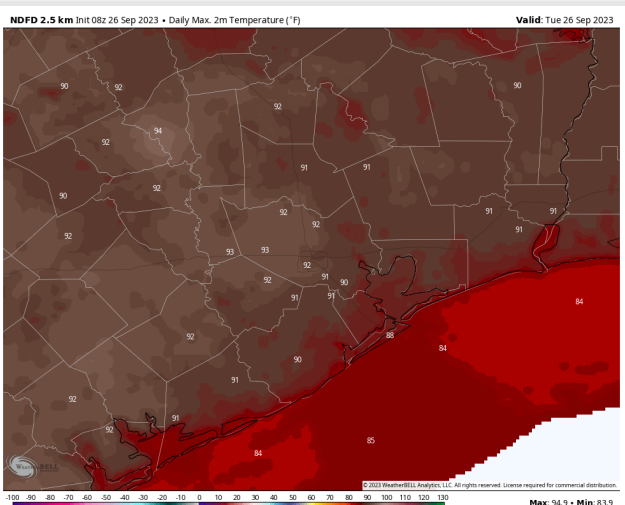 NDFD 2.5 km Init 08z 26 Sep 2023 • Daily Max. 2m Temperature (°F) Valid: Tue 26 Sep 2023
90 92 90
92
94
92
91 91
92
90
92 91 91
92
92 91
93 93
92
92 91 90
91 91
84
88
92
84
90
91
92
91
92
85
84
WeatherBELL
© 2023 WeatherBELL Analytics, LLC. All rights reserved. License required for commercial distribution.
-100 -90 -80 -70 -60 -50 -40 -30 -20 -10 0 10 20 30 40 50 60 70 80 90 100 110 120 130
Max: 94.9 • Min: 83.9